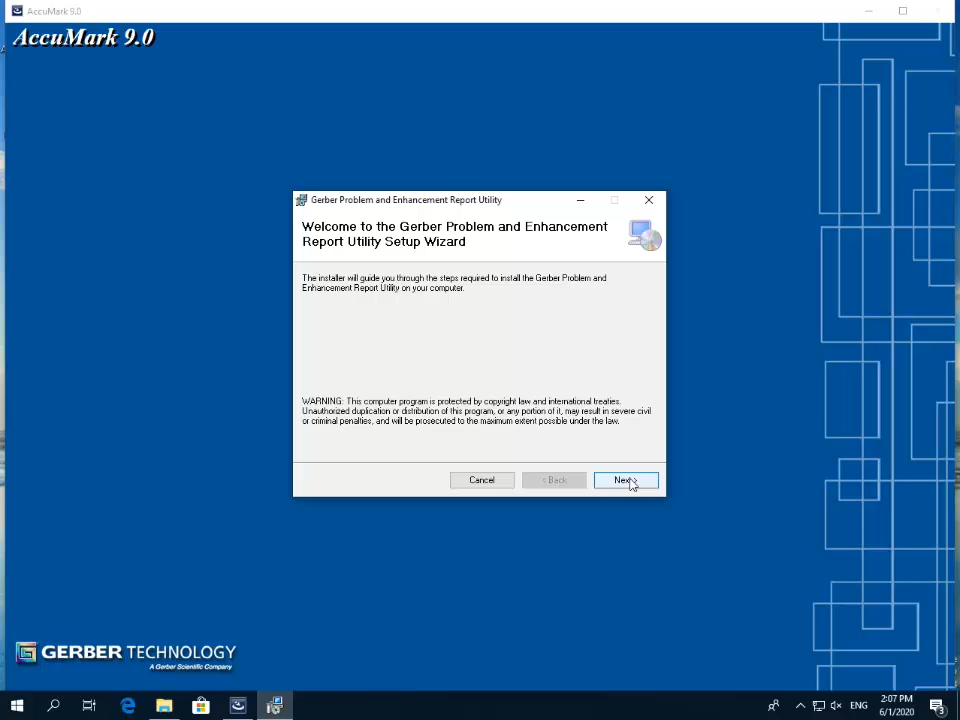 AccuMark 9.0
AccuMark 9.0
Gerber Problem and Enhancement Report Utility
Welcome to the Gerber Problem and Enhancement
Report Utility Setup Wizard
The installer will guide you through the steps required to install the Gerber Problem and
Enhancement Report Utility on your computer.
WARNING: This computer program is protected by copyright law and international treaties.
Unauthorized duplication or distribution of this program, or any portion of it, may result in severe civil
or criminal penalties, and will be prosecuted to the maximum extent possible under the law.
Cancel
< Back
Next >
GERBER TECHNOLOGY
A Gerber Scientific Company
ENG
2:07 PM
6/1/2020
3